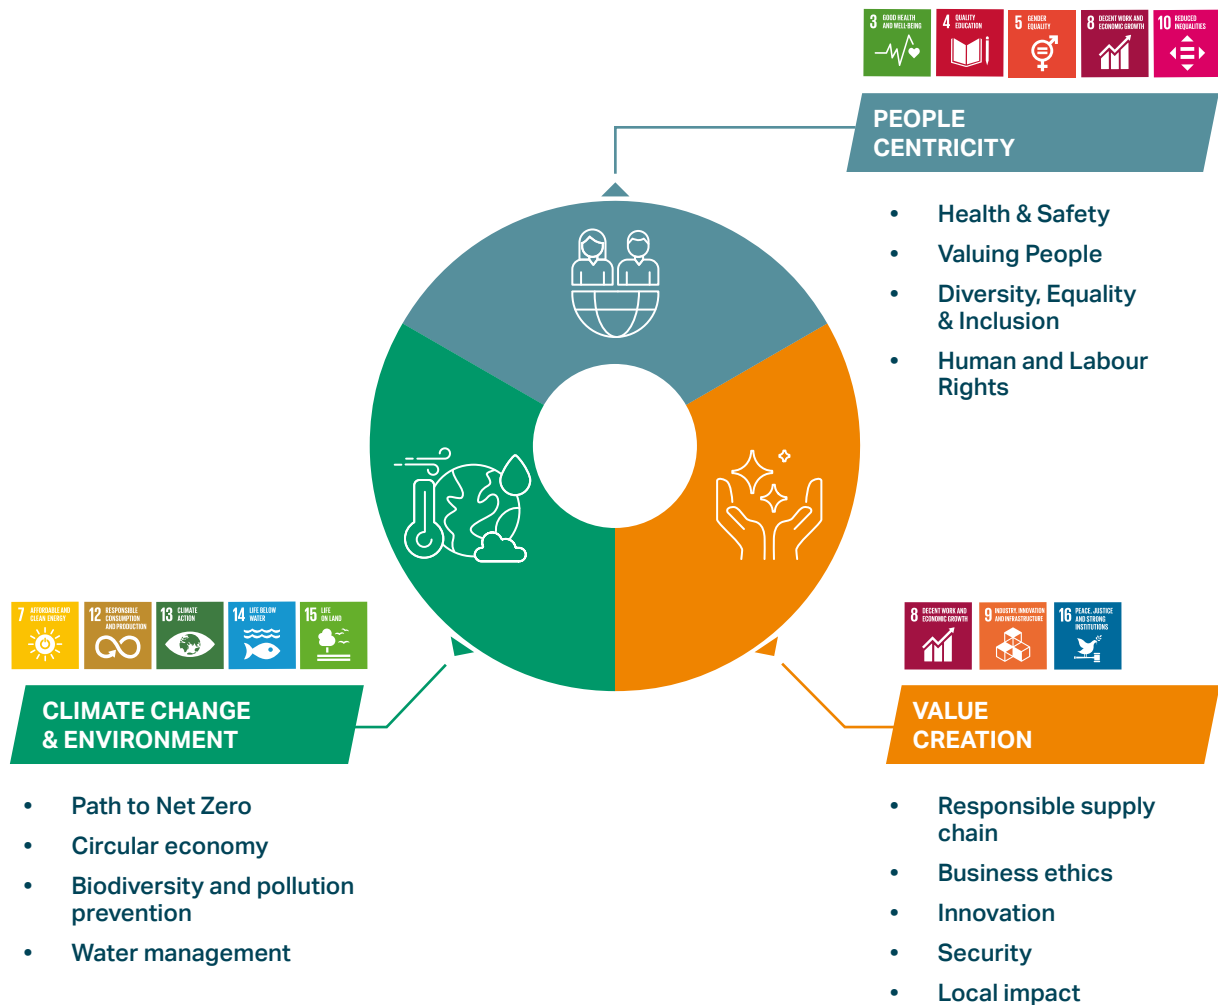 3 GOOD HEALTH
AND WELL-BEING
4 QUALITY
EDUCATION
5 GENDER
EQUALITY
8 DECENT WORK AND
ECONOMIC GROWTH
10 REDUCED
INEQUALITIES
PEOPLE
CENTRICITY
• Health & Safety
• Valuing People
• Diversity, Equality
& Inclusion
• Human and Labour
Rights
7 AFFORDABLE AND
CLEAN ENERGY
12 RESPONSIBLE
CONSUMPTION
AND PRODUCTION
13 CLIMATE
ACTION
14 LIFE BELOW
WATER
15 LIFE
ON LAND
CLIMATE CHANGE
& ENVIRONMENT
• Path to Net Zero
• Circular economy
• Biodiversity and pollution
prevention
• Water management
8 DECENT WORK AND
ECONOMIC GROWTH
9 INDUSTRY, INNOVATION
AND INFRASTRUCTURE
16 PEACE, JUSTICE
AND STRONG
INSTITUTIONS
VALUE
CREATION
• Responsible supply
chain
• Business ethics
• Innovation
• Security
• Local impact